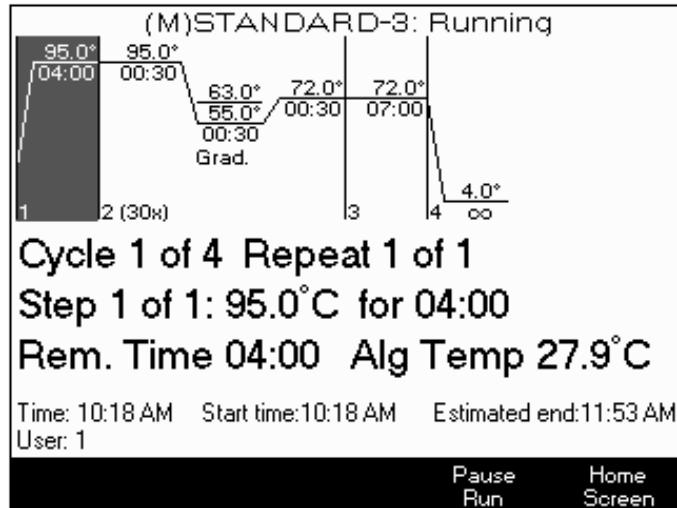 (M)STANDARD-3: Running
95.0° 95.0°
04:00 00:30
63.0° 72.0° 72.0°
55.0° 00:30 07:00
00:30
Grad.
4.0°
1 2 (30x) 3 4 ∞
Cycle 1 of 4 Repeat 1 of 1
Step 1 of 1: 95.0°C for 04:00
Rem. Time 04:00 Alg Temp 27.9°C
Time: 10:18 AM Start time:10:18 AM Estimated end:11:53 AM
User: 1
Pause Home
Run Screen